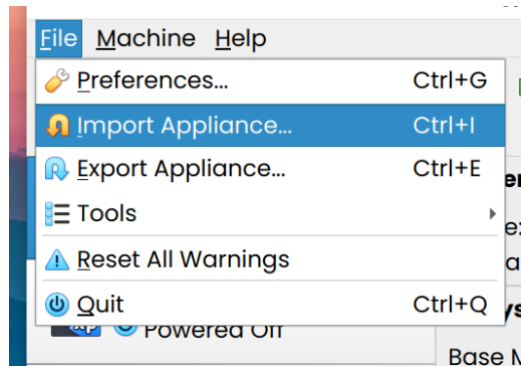 File Machine Help
Preferences... Ctrl+G
Import Appliance... Ctrl+I
Export Appliance... Ctrl+E
Tools
Reset All Warnings
Quit Ctrl+Q
Powered Off
Base